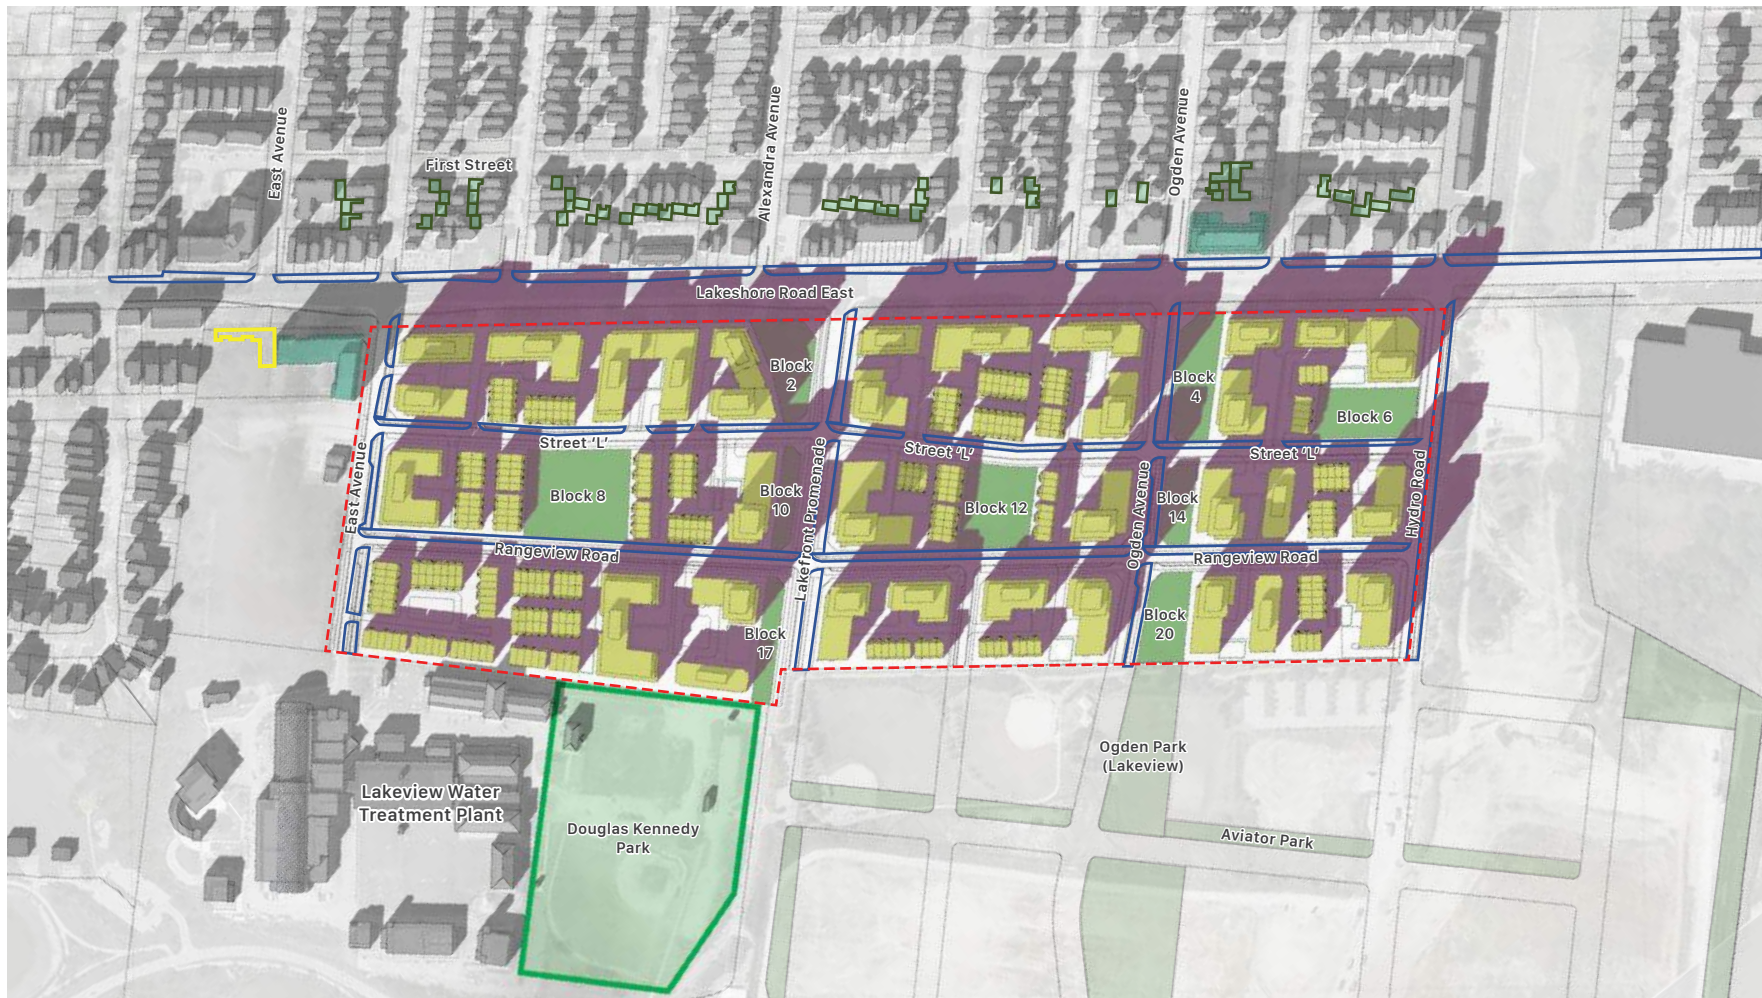 East Avenue
First Street
Alexandra Avenue
Ogden Avenue
Lakeshore Road East
Block
2
Block
4
Block 6
Street ‘L’
Street ‘L’
Street ‘L’
East Avenue
Block 8
Block
10
Lakefront Promenade
Block 12
Ogden Avenue
Block
14
Hydro Road
Rangeview Road
Rangeview Road
Block
17
Block
20
Lakeview Water
Treatment Plant
Douglas Kennedy
Park
Ogden Park
(Lakeview)
Aviator Park